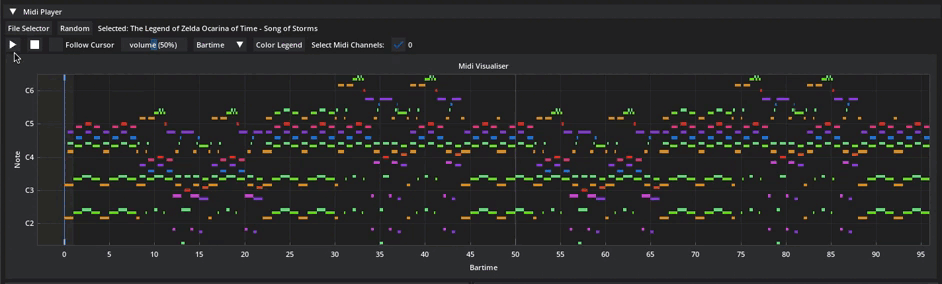 Midi Player
File Selector Random Selected: The Legend of Zelda Ocarina of Time - Song of Storms
Follow Cursor volume (50%) Bartime Color Legend Select Midi Channels: 0
Midi Visualiser
C6
C5
C4
C3
C2
Note
0 5 10 15 20 25 30 35 40 45 50 55 60 65 70 75 80 85 90 95
Bartime